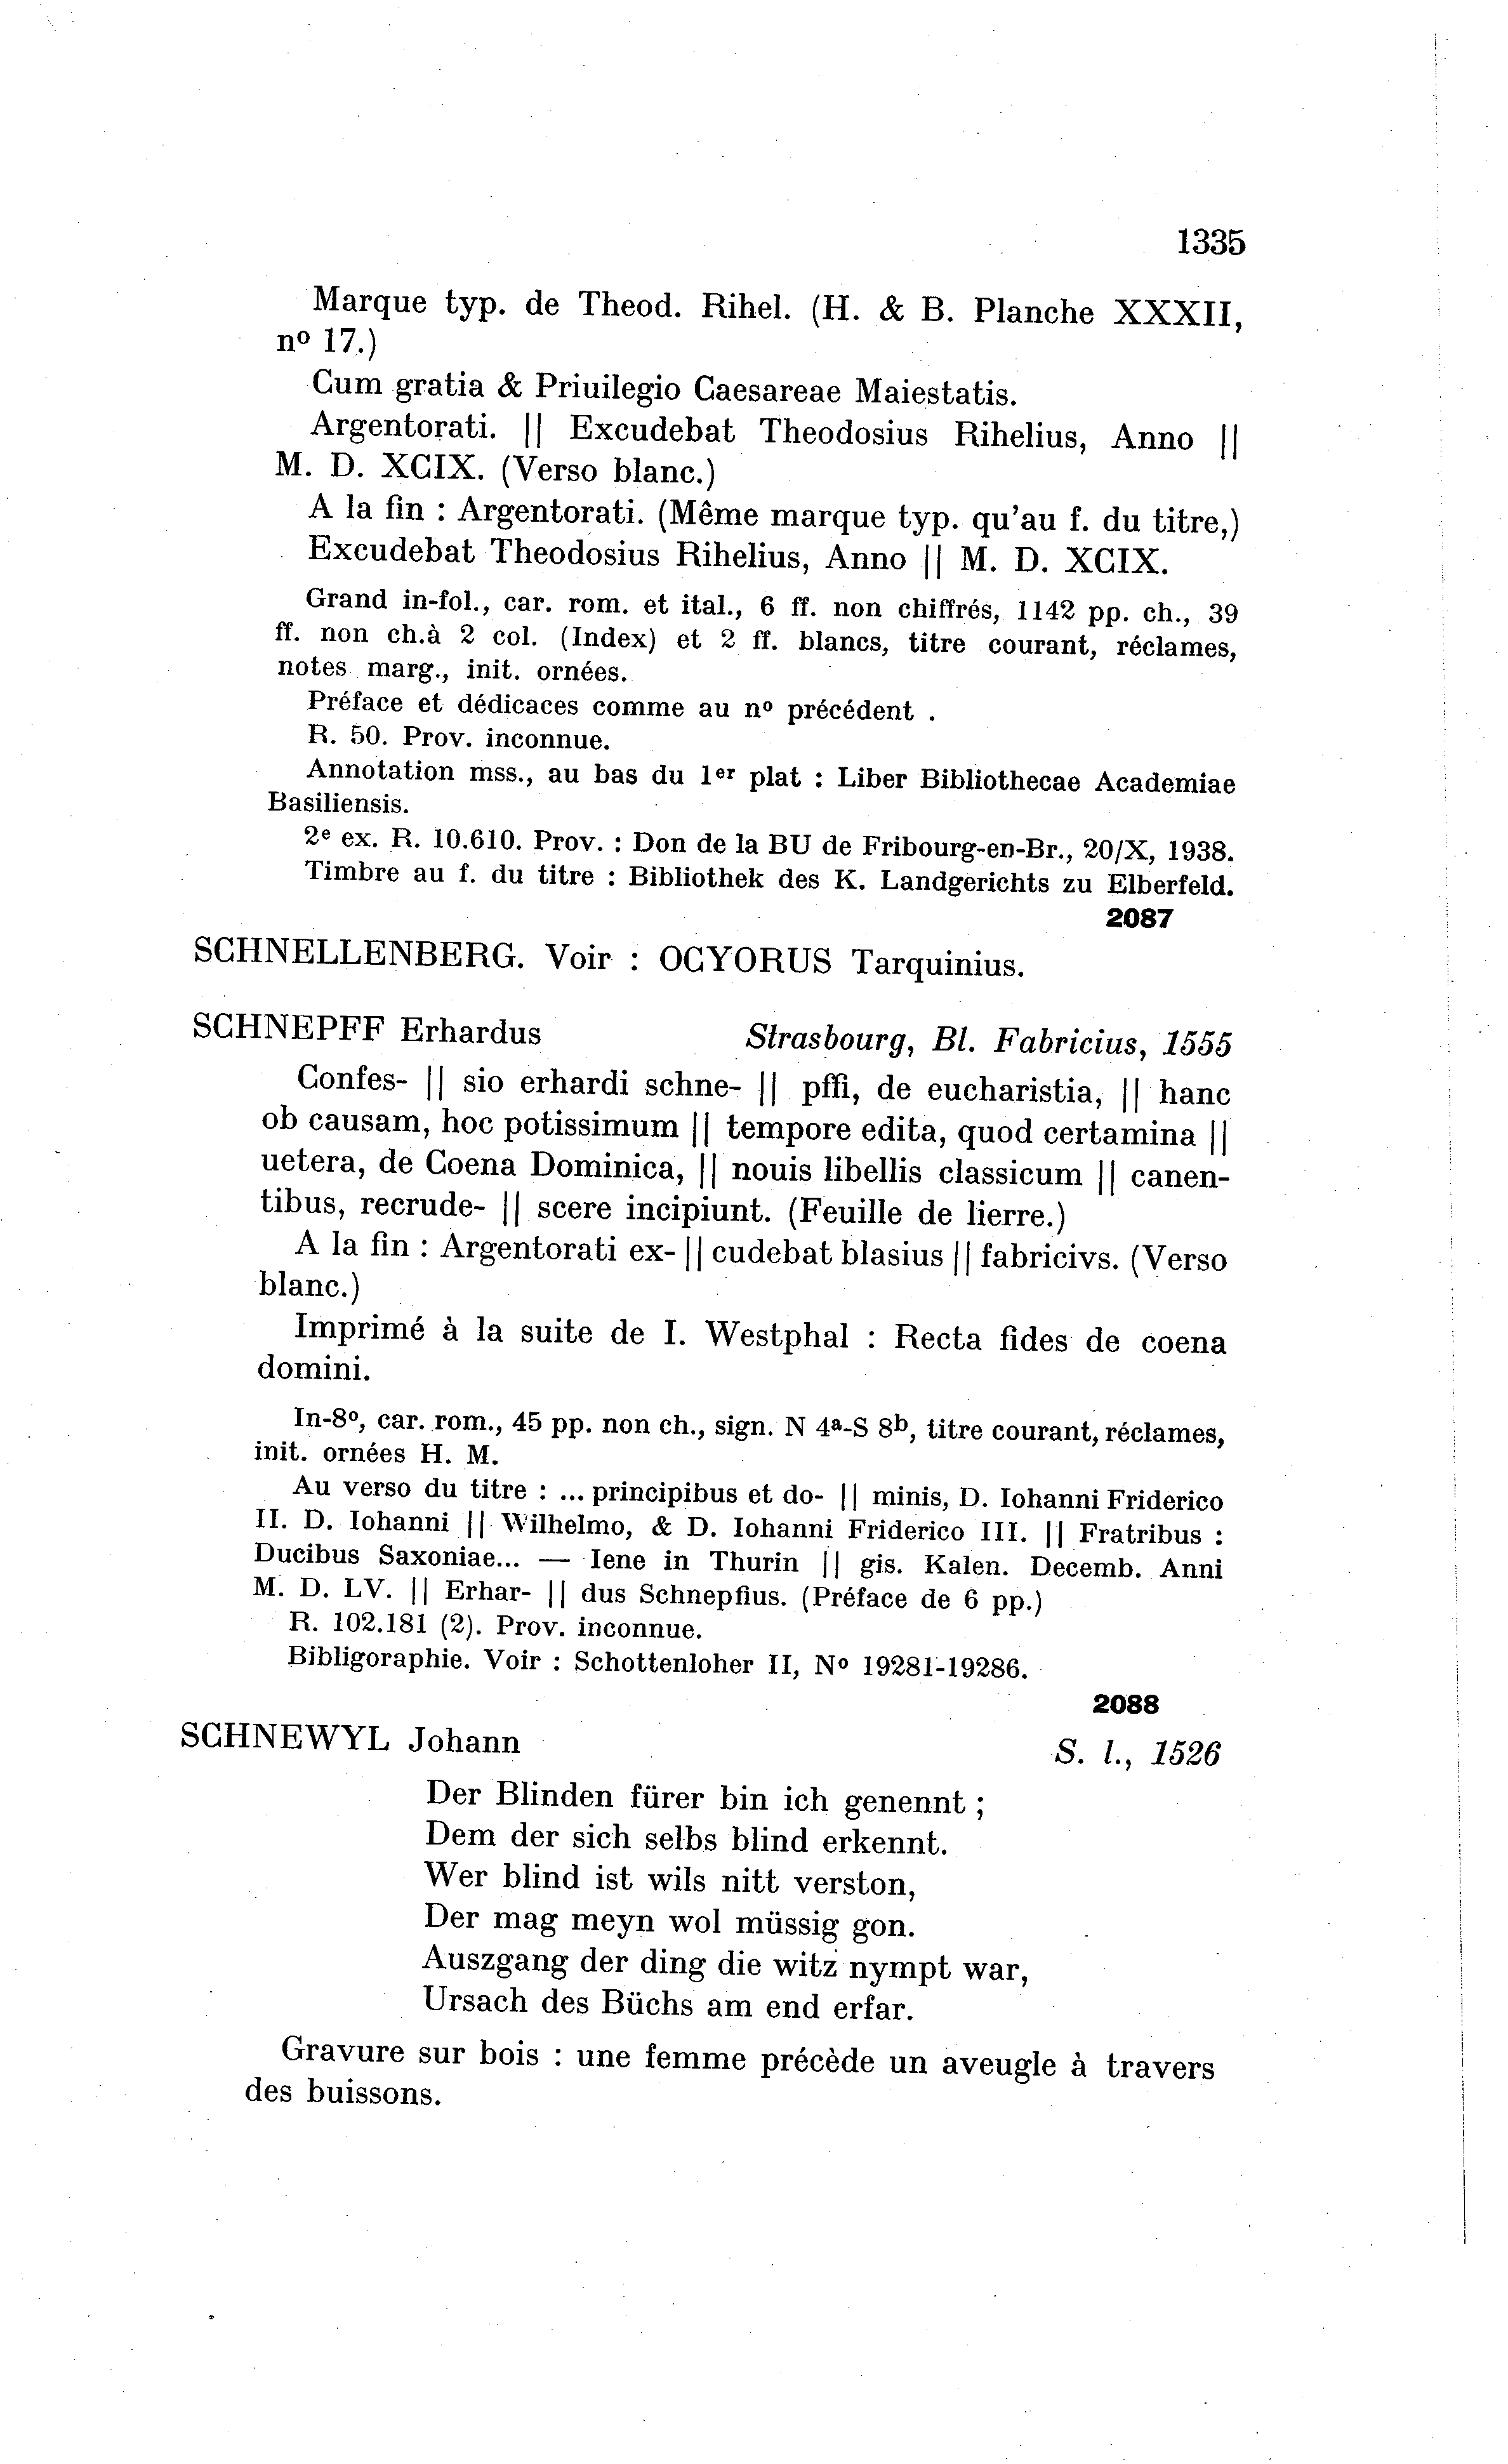 1335
Marque typ. de Theod. Rihel. (H. & B. Planche XXXII,
nº 17.)
Cum gratia & Priuilegio Caesareae Maiestatis.
Argentorati. || Excudebat Theodosius Rihelius, Anno ||
M. D. XCIX. (Verso blanc.)
A la fin : Argentorati. (Même marque typ. qu'au f. du titre,)
Excudebat Theodosius Rihelius, Anno || M. D. XCIX.
Grand in-fol., car. rom. et ital., 6 ff. non chiffrés, 1142 pp. ch., 39
ff. non ch.à 2 col. (Index) et 2 ff. blancs, titre courant, réclames,
notes marg., init. ornées.
Préface et dédicaces comme au nº précédent .
R. 50. Prov. inconnue.
Annotation mss., au bas du 1er plat : Liber Bibliothecae Academiae
Basiliensis.
2e ex. R. 10.610. Prov. : Don de la BU de Fribourg-en-Br., 20/X, 1938.
Timbre au f. du titre : Bibliothek des K. Landgerichts zu Elberfeld.
2087
SCHNELLENBERG. Voir : OCYORUS Tarquinius.
SCHNEPFF Erhardus Strasbourg, Bl. Fabricius, 1555
Confes- || sio erhardi schne- || pffi, de eucharistia, || hanc
ob causam, hoc potissimum || tempore edita, quod certamina ||
uetera, de Coena Dominica, || nouis libellis classicum || canen-
tibus, recrude- || scere incipiunt. (Feuille de lierre.)
A la fin : Argentorati ex- || cudebat blasius || fabricivs. (Verso
blanc.)
Imprimé à la suite de I. Westphal : Recta fides de coena
domini.
In-8º, car. rom., 45 pp. non ch., sign. N 4a-S 8b, titre courant, réclames,
init. ornées H. M.
Au verso du titre : ... principibus et do- || minis, D. Iohanni Friderico
II. D. Iohanni || Wilhelmo, & D. Iohanni Friderico III. || Fratribus :
Ducibus Saxoniae... — Iene in Thurin || gis. Kalen. Decemb. Anni
M. D. LV. || Erhar- || dus Schnepfius. (Préface de 6 pp.)
R. 102.181 (2). Prov. inconnue.
Bibligoraphie. Voir : Schottenloher II, Nº 19281-19286.
2088
SCHNEWYL Johann S. l., 1526
Der Blinden fürer bin ich genennt ;
Dem der sich selbs blind erkennt.
Wer blind ist wils nitt verston,
Der mag meyn wol müssig gon.
Auszgang der ding die witz nympt war,
Ursach des Büchs am end erfar.
Gravure sur bois : une femme précède un aveugle à travers
des buissons.